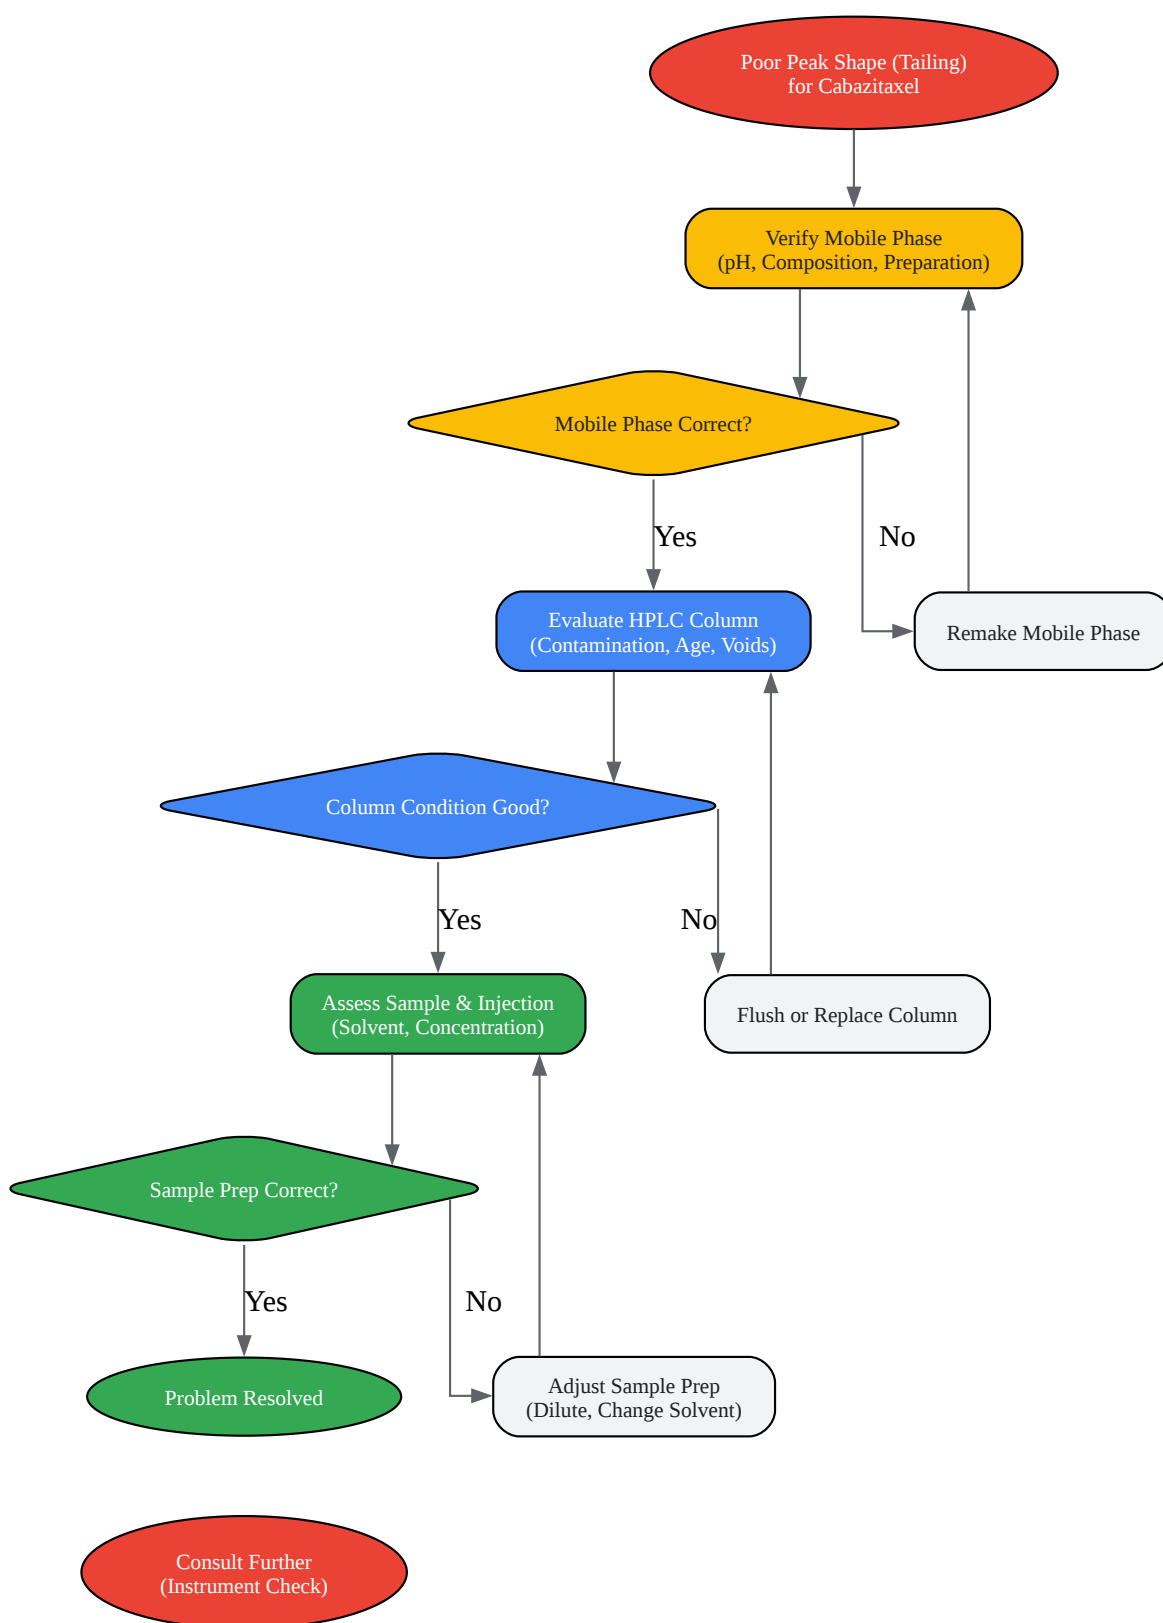 Poor Peak Shape (Tailing)
for Cabazitaxel
Verify Mobile Phase
(pH, Composition, Preparation)
Mobile Phase Correct?
Yes
No
Evaluate HPLC Column
(Contamination, Age, Voids)
Remake Mobile Phase
Column Condition Good?
Yes
No
Assess Sample & Injection
(Solvent, Concentration)
Flush or Replace Column
Sample Prep Correct?
Yes
No
Problem Resolved
Adjust Sample Prep
(Dilute, Change Solvent)
Consult Further
(Instrument Check)